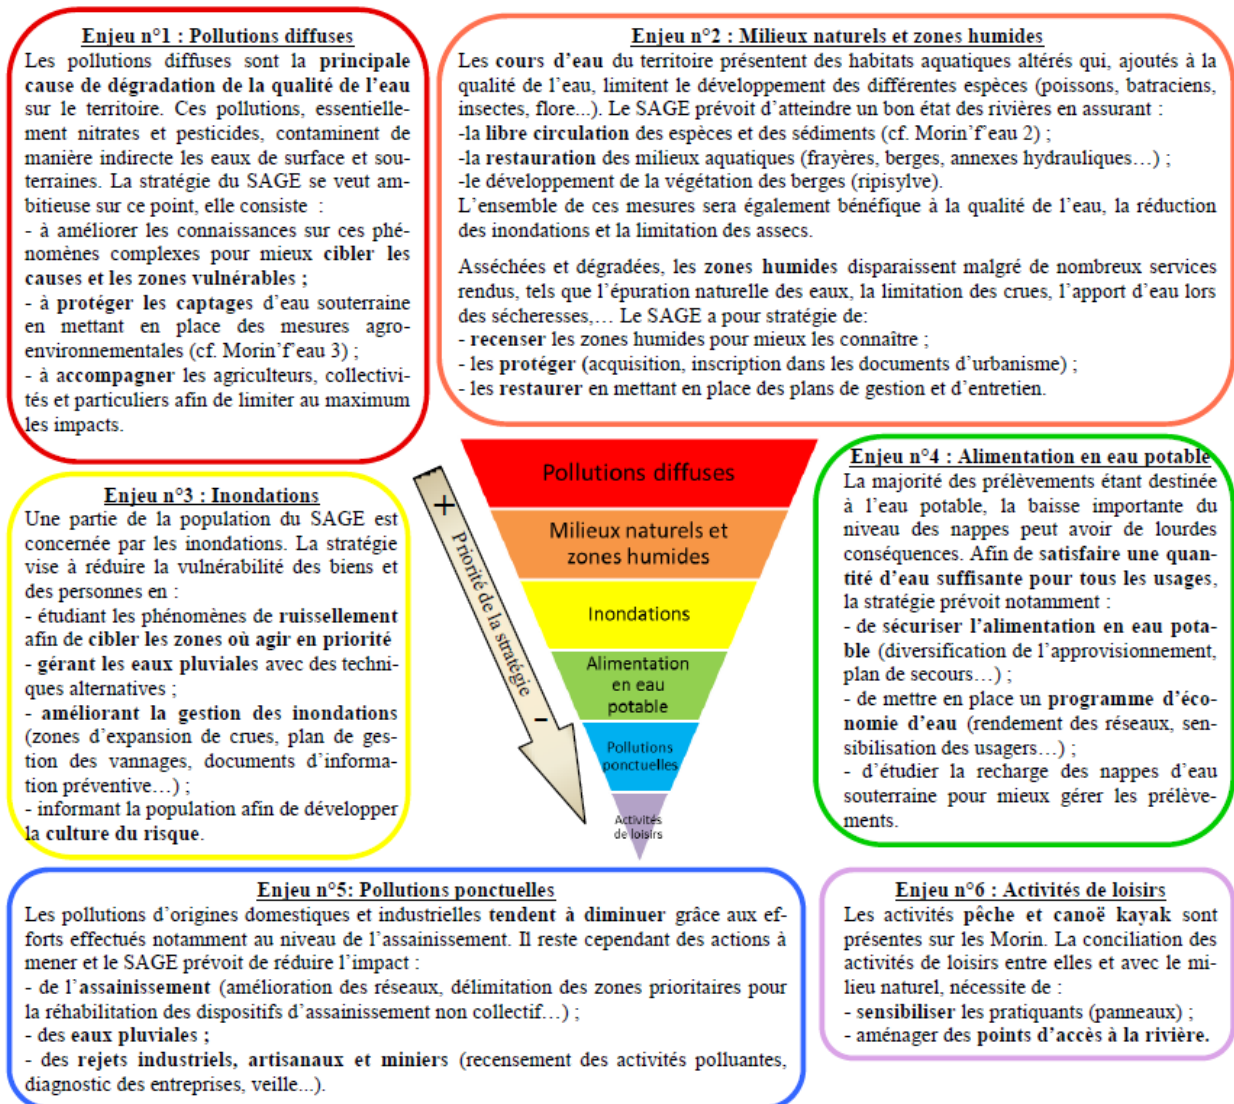 Enjeu n°1 : Pollutions diffuses
Les pollutions diffuses sont la principale
cause de dégradation de la qualité de l'eau
sur le territoire. Ces pollutions, essentielle-
ment nitrates et pesticides, contaminent de
manière indirecte les eaux de surface et sou-
terraines. La stratégie du SAGE se veut am-
bitieuse sur ce point, elle consiste :
- à améliorer les connaissances sur ces phé-
nomènes complexes pour mieux cibler les
causes et les zones vulnérables ;
- à protéger les captages d'eau souterraine
en mettant en place des mesures agro-
environnementales (cf. Morin'f'eau 3) ;
- à accompagner les agriculteurs, collectivi-
tés et particuliers afin de limiter au maximum
les impacts.
Enjeu n°2 : Milieux naturels et zones humides
Les cours d'eau du territoire présentent des habitats aquatiques altérés qui, ajoutés à la
qualité de l'eau, limitent le développement des différentes espèces (poissons, batraciens,
insectes, flore...). Le SAGE prévoit d'atteindre un bon état des rivières en assurant :
-la libre circulation des espèces et des sédiments (cf. Morin'f'eau 2) ;
-la restauration des milieux aquatiques (frayères, berges, annexes hydrauliques…) ;
-le développement de la végétation des berges (ripisylve).
L'ensemble de ces mesures sera également bénéfique à la qualité de l'eau, la réduction
des inondations et la limitation des assecs.
Asséchées et dégradées, les zones humides disparaissent malgré de nombreux services
rendus, tels que l'épuration naturelle des eaux, la limitation des crues, l'apport d'eau lors
des sécheresses,… Le SAGE a pour stratégie de:
- recenser les zones humides pour mieux les connaître ;
- les protéger (acquisition, inscription dans les documents d'urbanisme) ;
- les restaurer en mettant en place des plans de gestion et d'entretien.
Enjeu n°3 : Inondations
Une partie de la population du SAGE est
concernée par les inondations. La stratégie
vise à réduire la vulnérabilité des biens et
des personnes en :
- étudiant les phénomènes de ruissellement
afin de cibler les zones où agir en priorité
- gérant les eaux pluviales avec des techni-
ques alternatives ;
- améliorant la gestion des inondations
(zones d'expansion de crues, plan de ges-
tion des vannages, documents d'informa-
tion préventive…) ;
- informant la population afin de développer
la culture du risque.
+
Priorité de la stratégie
–
Pollutions diffuses
Milieux naturels et
zones humides
Inondations
Alimentation
en eau
potable
Pollutions
ponctuelles
Activités
de loisirs
Enjeu n°4 : Alimentation en eau potable
La majorité des prélèvements étant destinée
à l'eau potable, la baisse importante du
niveau des nappes peut avoir de lourdes
conséquences. Afin de satisfaire une quan-
tité d'eau suffisante pour tous les usages,
la stratégie prévoit notamment :
- de sécuriser l'alimentation en eau pota-
ble (diversification de l'approvisionnement,
plan de secours…) ;
- de mettre en place un programme d'éco-
nomie d'eau (rendement des réseaux, sen-
sibilisation des usagers…) ;
- d'étudier la recharge des nappes d'eau
souterraine pour mieux gérer les prélève-
ments.
Enjeu n°5: Pollutions ponctuelles
Les pollutions d'origines domestiques et industrielles tendent à diminuer grâce aux ef-
forts effectués notamment au niveau de l'assainissement. Il reste cependant des actions à
mener et le SAGE prévoit de réduire l'impact :
- de l'assainissement (amélioration des réseaux, délimitation des zones prioritaires pour
la réhabilitation des dispositifs d'assainissement non collectif…) ;
- des eaux pluviales ;
- des rejets industriels, artisanaux et miniers (recensement des activités polluantes,
diagnostic des entreprises, veille...).
Enjeu n°6 : Activités de loisirs
Les activités pêche et canoë kayak sont
présentes sur les Morin. La conciliation des
activités de loisirs entre elles et avec le mi-
lieu naturel, nécessite de :
- sensibiliser les pratiquants (panneaux) ;
- aménager des points d'accès à la rivière.